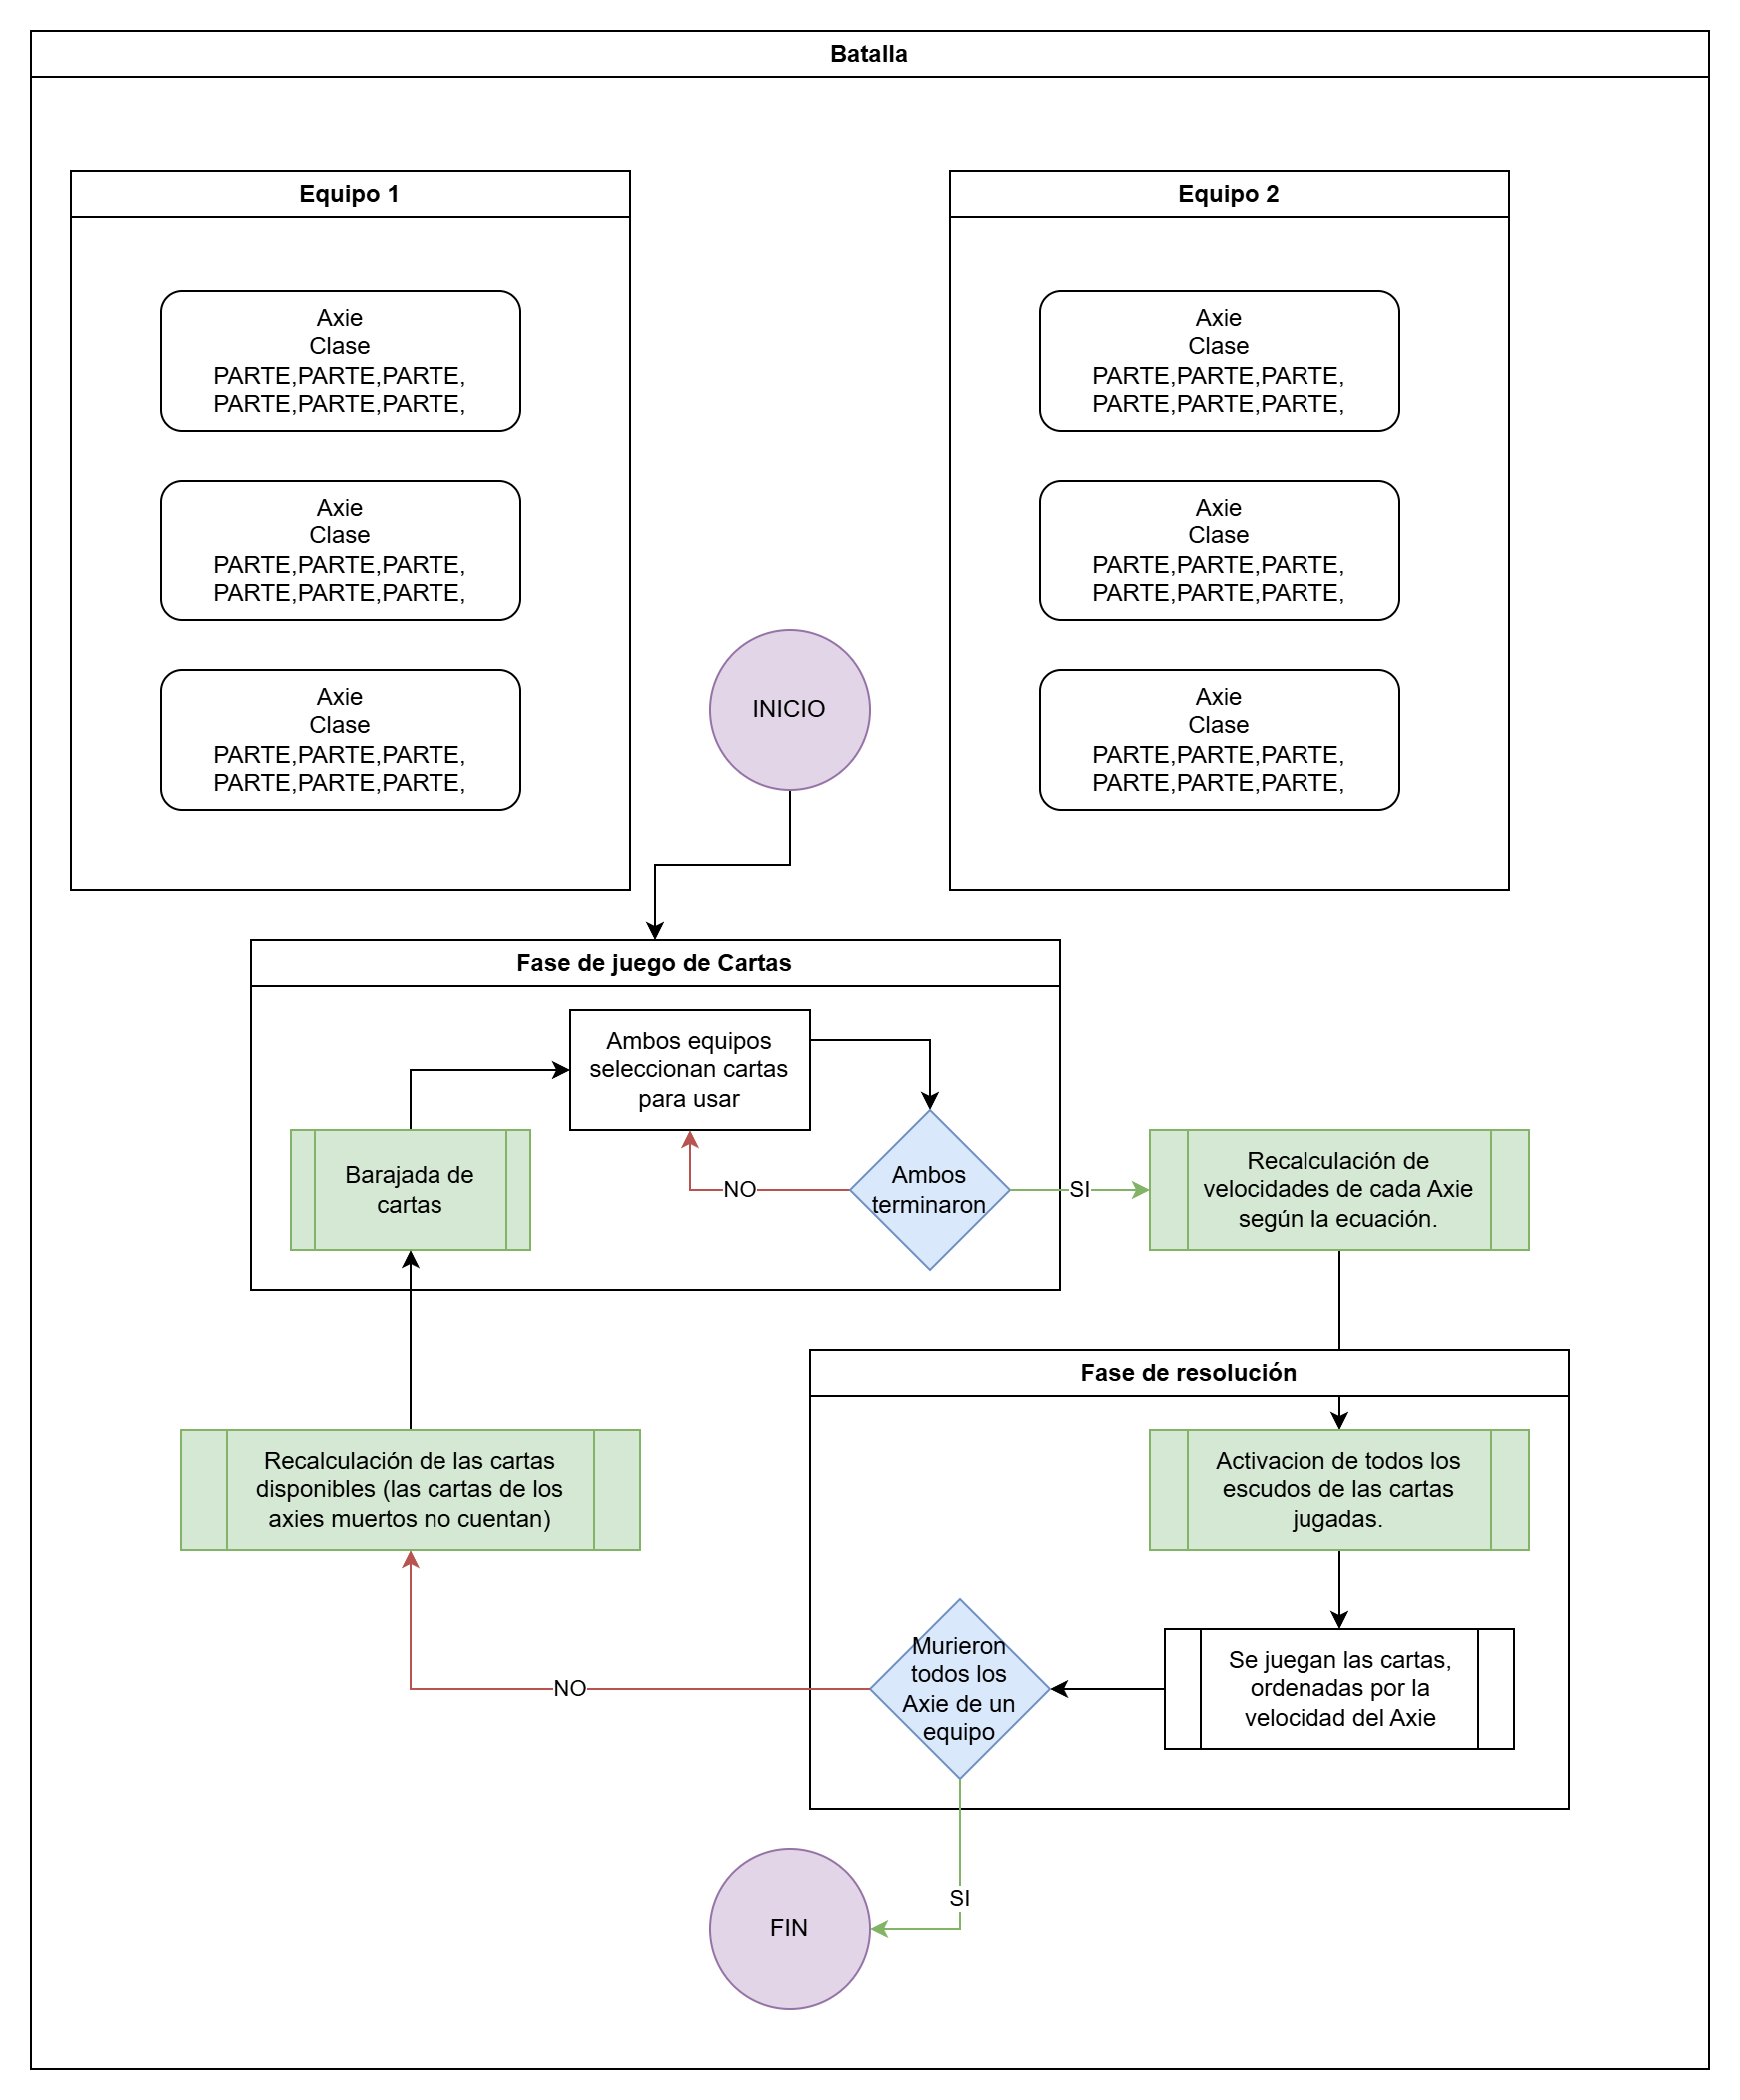 Batalla
Equipo 1
Axie
Clase
PARTE,PARTE,PARTE,
PARTE,PARTE,PARTE,
Axie
Clase
PARTE,PARTE,PARTE,
PARTE,PARTE,PARTE,
Axie
Clase
PARTE,PARTE,PARTE,
PARTE,PARTE,PARTE,
Equipo 2
Axie
Clase
PARTE,PARTE,PARTE,
PARTE,PARTE,PARTE,
Axie
Clase
PARTE,PARTE,PARTE,
PARTE,PARTE,PARTE,
Axie
Clase
PARTE,PARTE,PARTE,
PARTE,PARTE,PARTE,
INICIO
Fase de juego de Cartas
Ambos equipos
seleccionan cartas
para usar
Barajada de
cartas
NO
Ambos
terminaron
SI
Recalculación de
velocidades de cada Axie
según la ecuación.
Fase de resolución
Recalculación de las cartas
disponibles (las cartas de los
axies muertos no cuentan)
Activacion de todos los
escudos de las cartas
jugadas.
Se juegan las cartas,
ordenadas por la
velocidad del Axie
Murieron
todos los
Axie de un
equipo
NO
SI
FIN